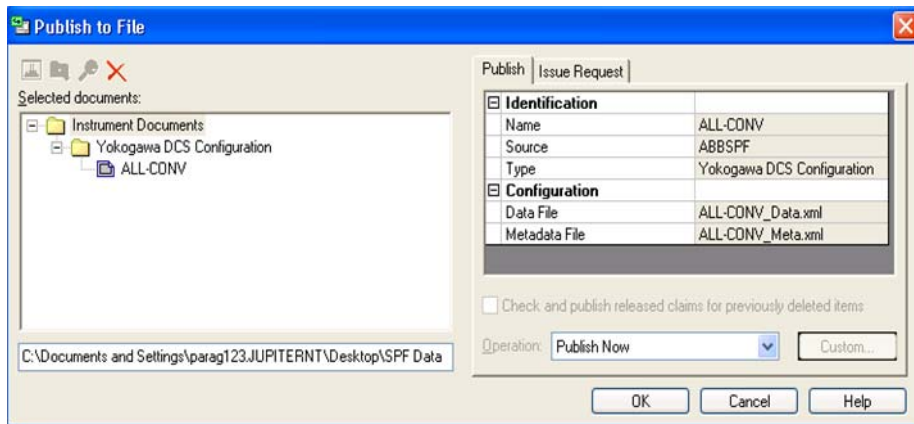 Publish to File
Selected documents:
Instrument Documents
Yokogawa DCS Configuration
ALL-CONV
C:\Documents and Settings\parag123.JUPITERNT\Desktop\SPF Data
Publish Issue Request
Identification
Name ALL-CONV
Source ABBSPF
Type Yokogawa DCS Configuration
Configuration
Data File ALL-CONV_Data.xml
Metadata File ALL-CONV_Meta.xml
Check and publish released claims for previously deleted items
Operation: Publish Now Custom...
OK Cancel Help